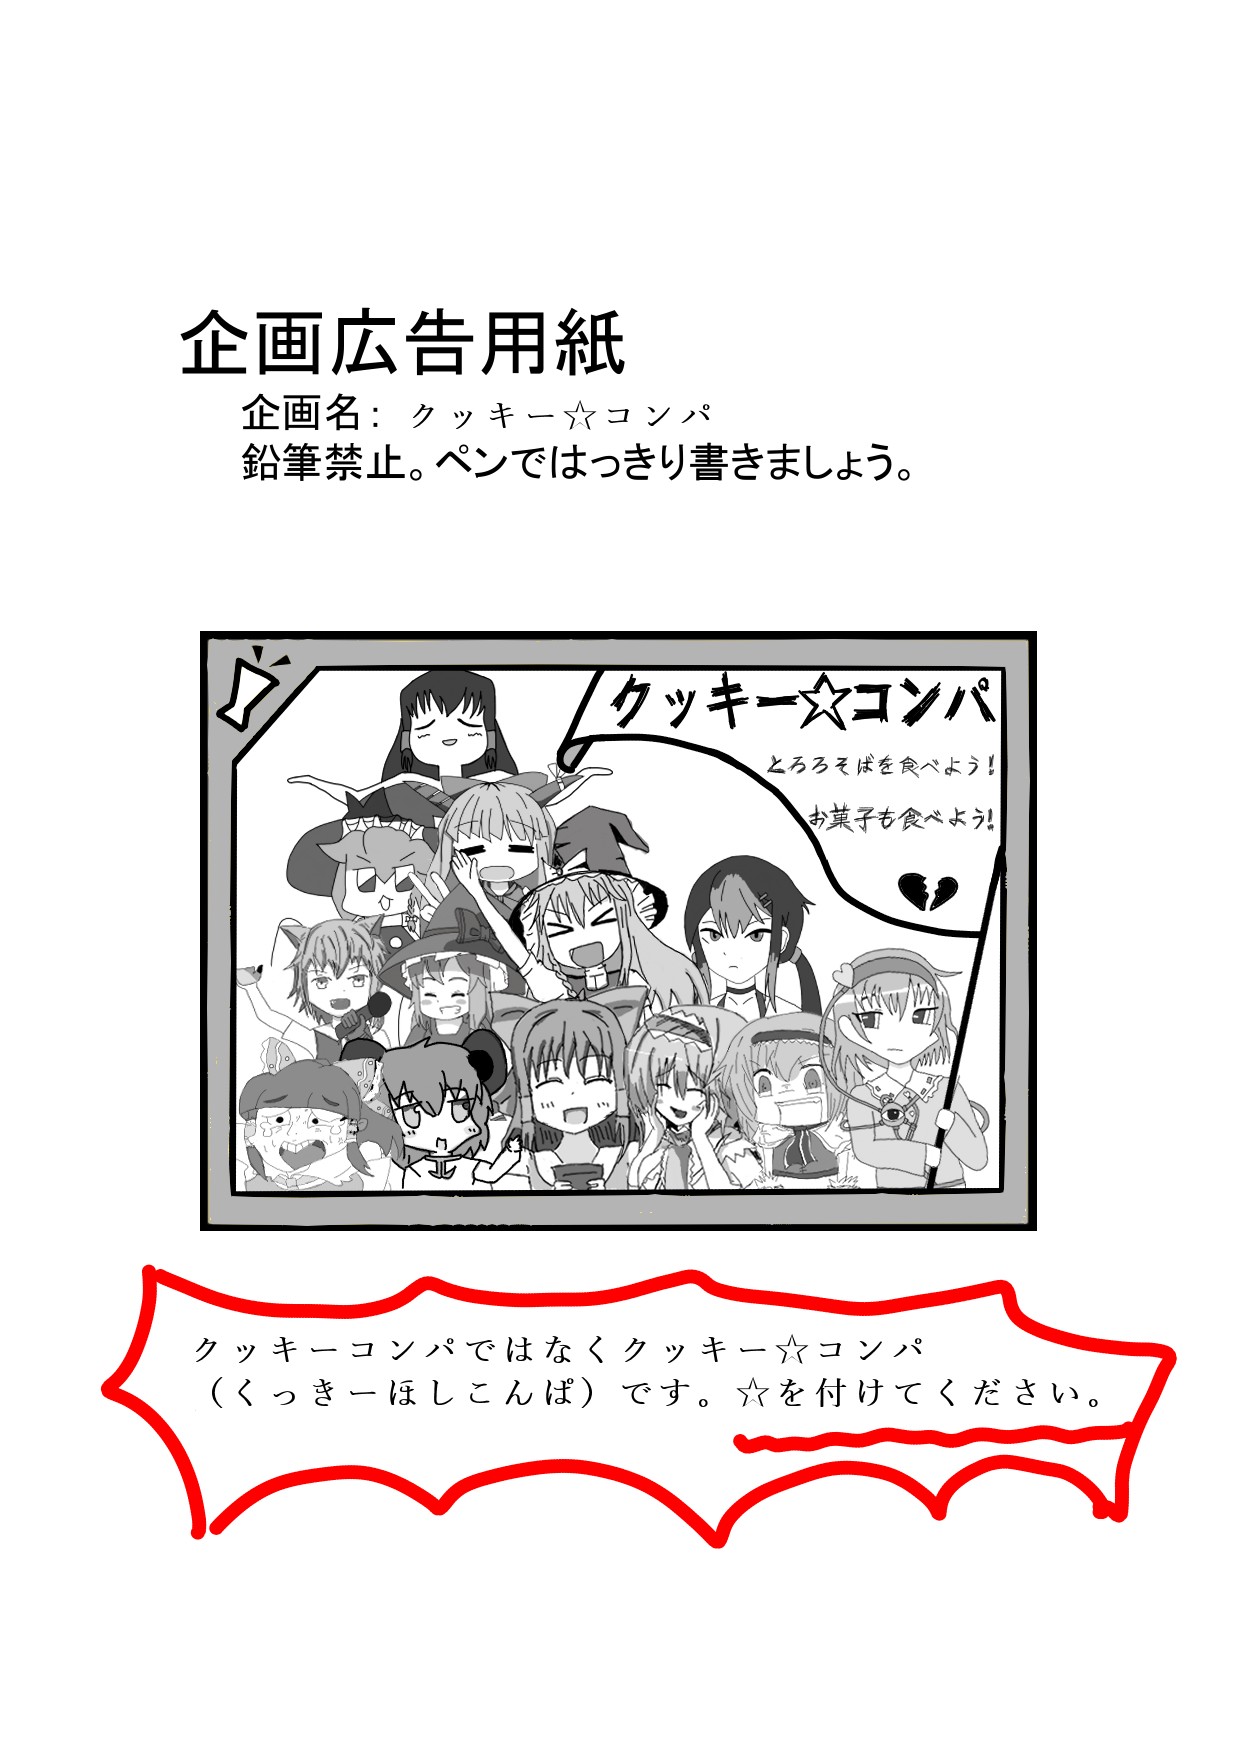 企画広告用紙
企画名： クッキー☆コンパ
鉛筆禁止。ペンではっきり書きましょう。
クッキー☆コンパ
とろろそばを食べよう!
お菓子も食べよう!
クッキーコンパではなくクッキー☆コンパ
（くっきーほしこんぱ）です。☆を付けてください。